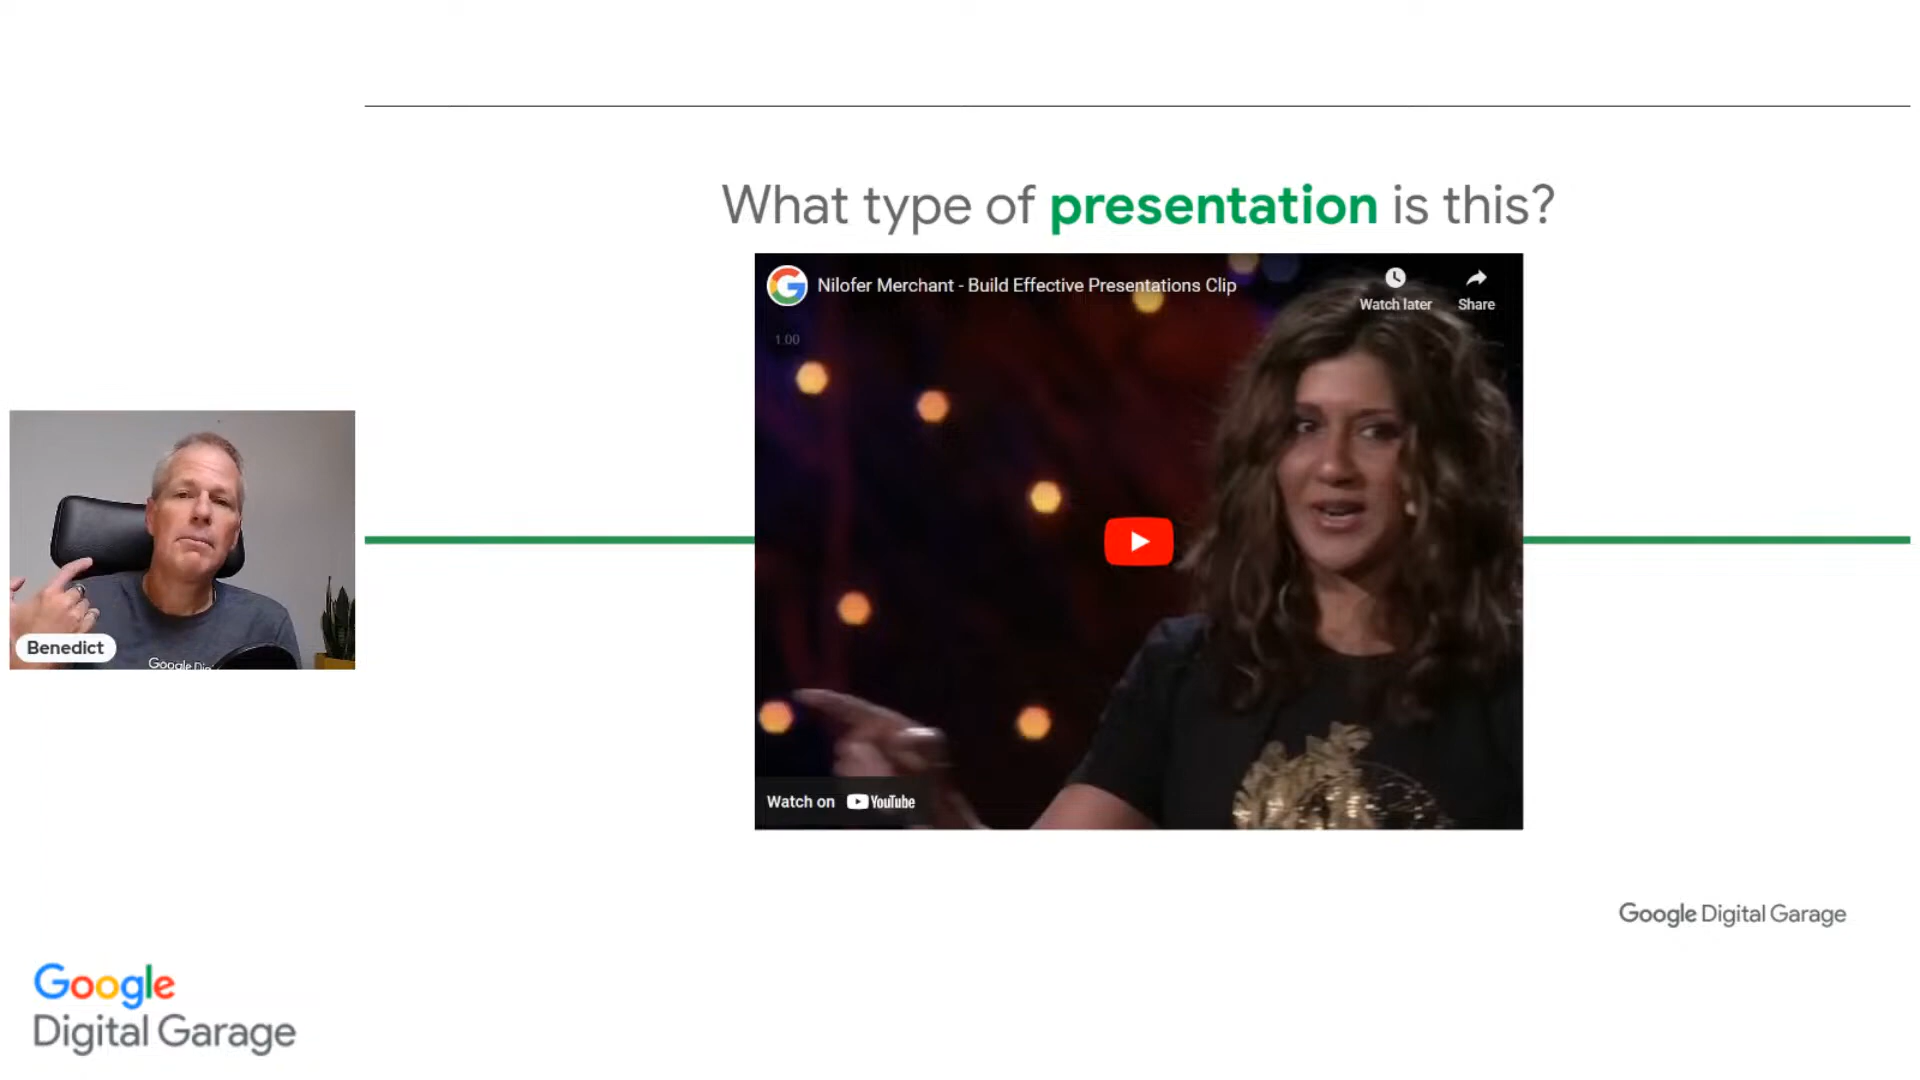 What type of presentation is this?
Nilofer Merchant - Build Effective Presentations Clip
Watch later
Share
1.00
Benedict
Google
Watch on YouTube
Google Digital Garage
Google
Digital Garage